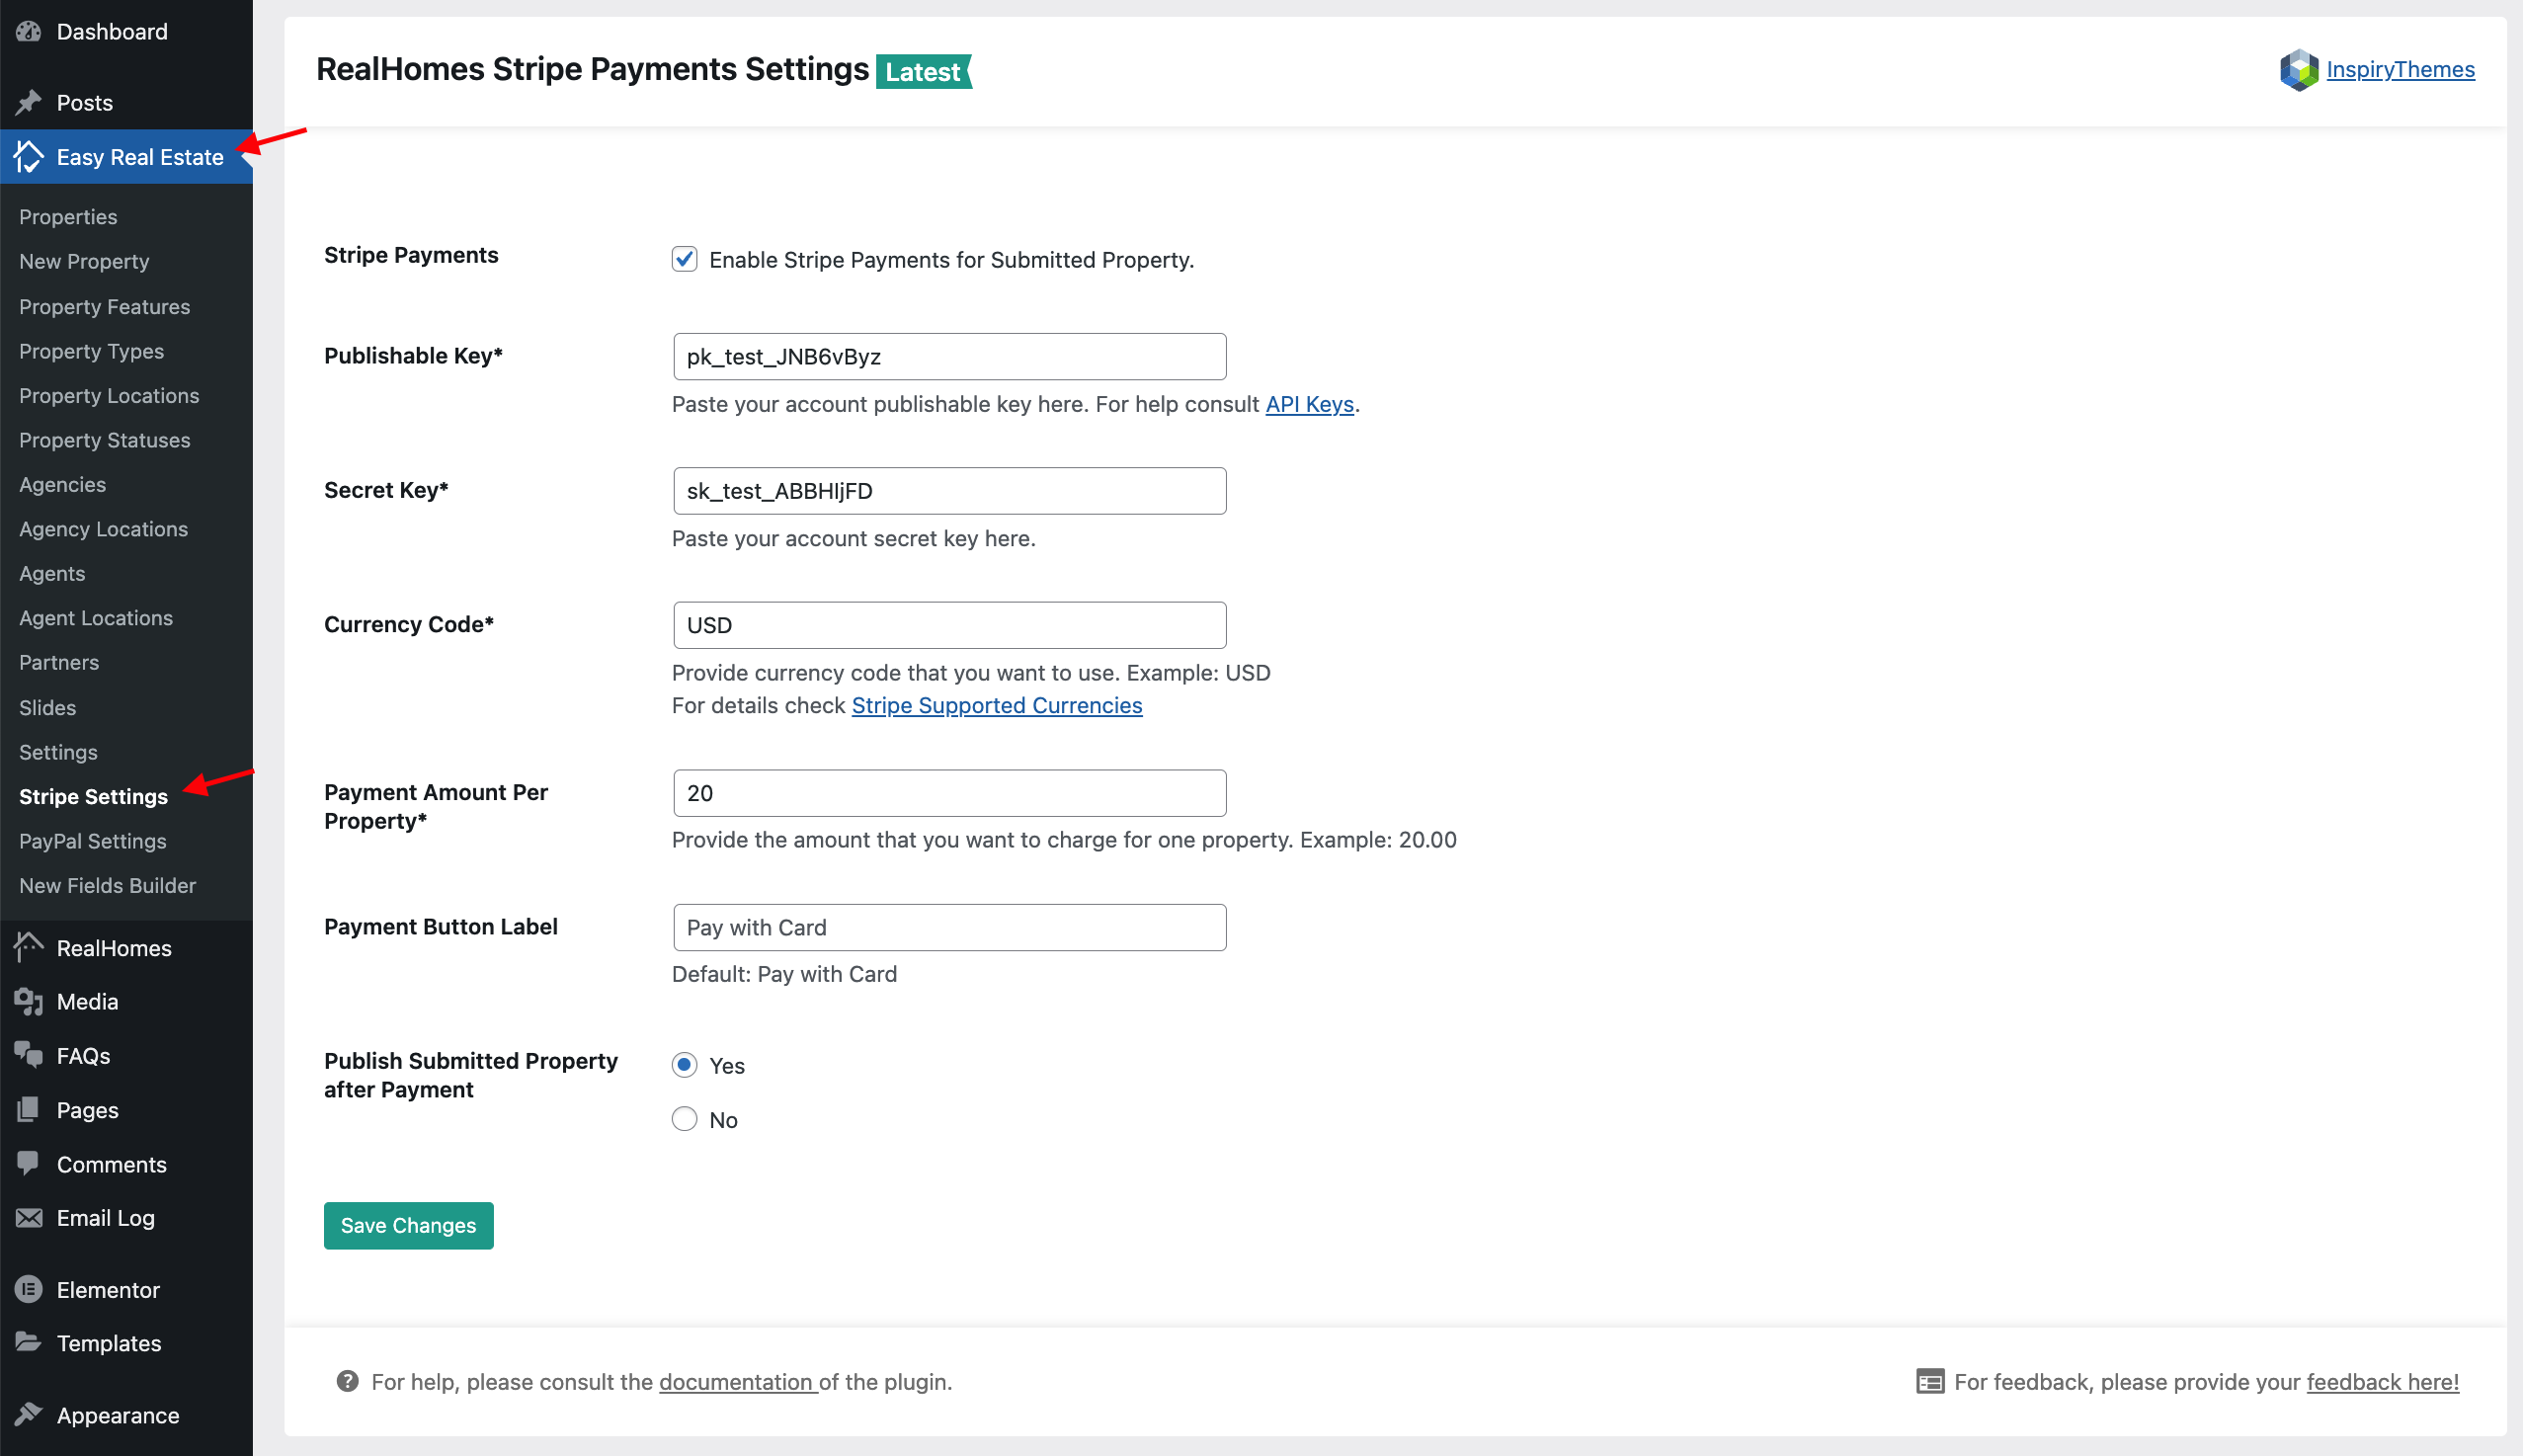 Dashboard
Posts
Easy Real Estate
Properties
New Property
Property Features
Property Types
Property Locations
Property Statuses
Agencies
Agency Locations
Agents
Agent Locations
Partners
Slides
Settings
Stripe Settings
PayPal Settings
New Fields Builder
RealHomes
Media
FAQs
Pages
Comments
Email Log
Elementor
Templates
Appearance
RealHomes Stripe Payments Settings Latest
InspiryThemes
Stripe Payments
Enable Stripe Payments for Submitted Property.
Publishable Key*
pk_test_JNB6vByz
Paste your account publishable key here. For help consult API Keys.
Secret Key*
sk_test_ABBHljFD
Paste your account secret key here.
Currency Code*
USD
Provide currency code that you want to use. Example: USD
For details check Stripe Supported Currencies
Payment Amount Per
Property*
20
Provide the amount that you want to charge for one property. Example: 20.00
Payment Button Label
Pay with Card
Default: Pay with Card
Publish Submitted Property
after Payment
Yes
No
Save Changes
For help, please consult the documentation of the plugin.
For feedback, please provide your feedback here!